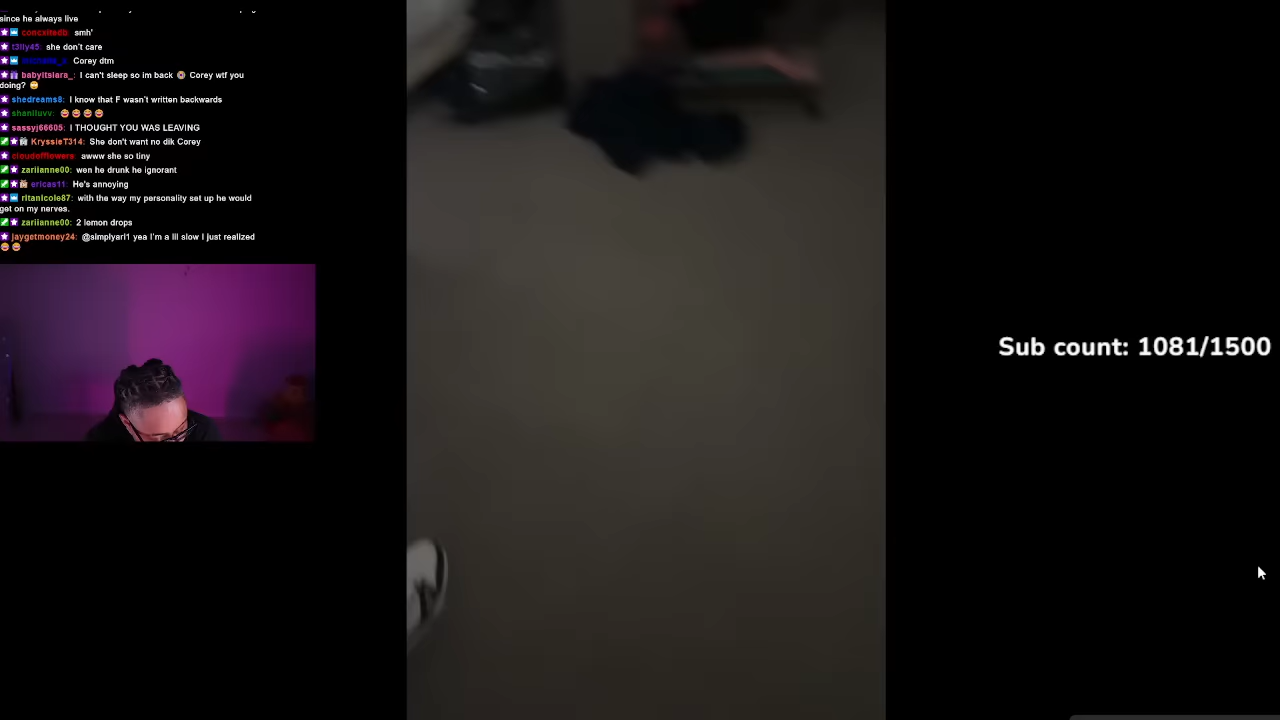 since he always live
concxitedb smh'
t3lly45: she don't care
Corey dtm
babyitsiara_: I can't sleep so im back Corey wtf you
doing?
shedreams8: I know that F wasn't written backwards
shaniluvv:
sassyj66605: I THOUGHT YOU WAS LEAVING
KryssieT314: She don't want no dik Corey
cloudofflowers awww she so tiny
zariianne00: wen he drunk he ignorant
ericas11: He's annoying
ritanicole87: with the way my personality set up he would
get on my nerves.
zariianne00: 2 lemon drops
jaygetmoney24: @simplyari1 yea I'm a lil slow I just realized
Sub count: 1081/1500